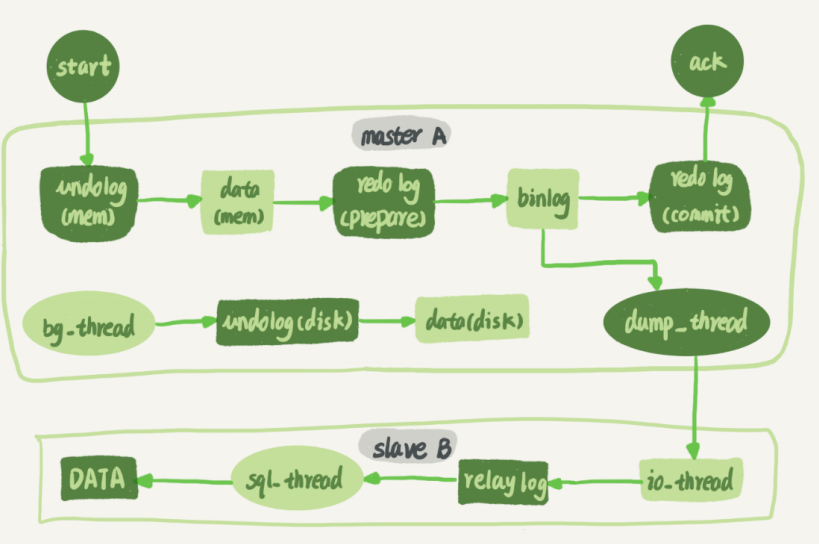 start
ack
master A
undolog
(mem)
data
(mem)
redo log
(prepare)
binlog
redo log
(commit)
bg_thread
undolog(disk)
data(disk)
dump_thread
slave B
DATA
sql_thread
relay log
io_thread